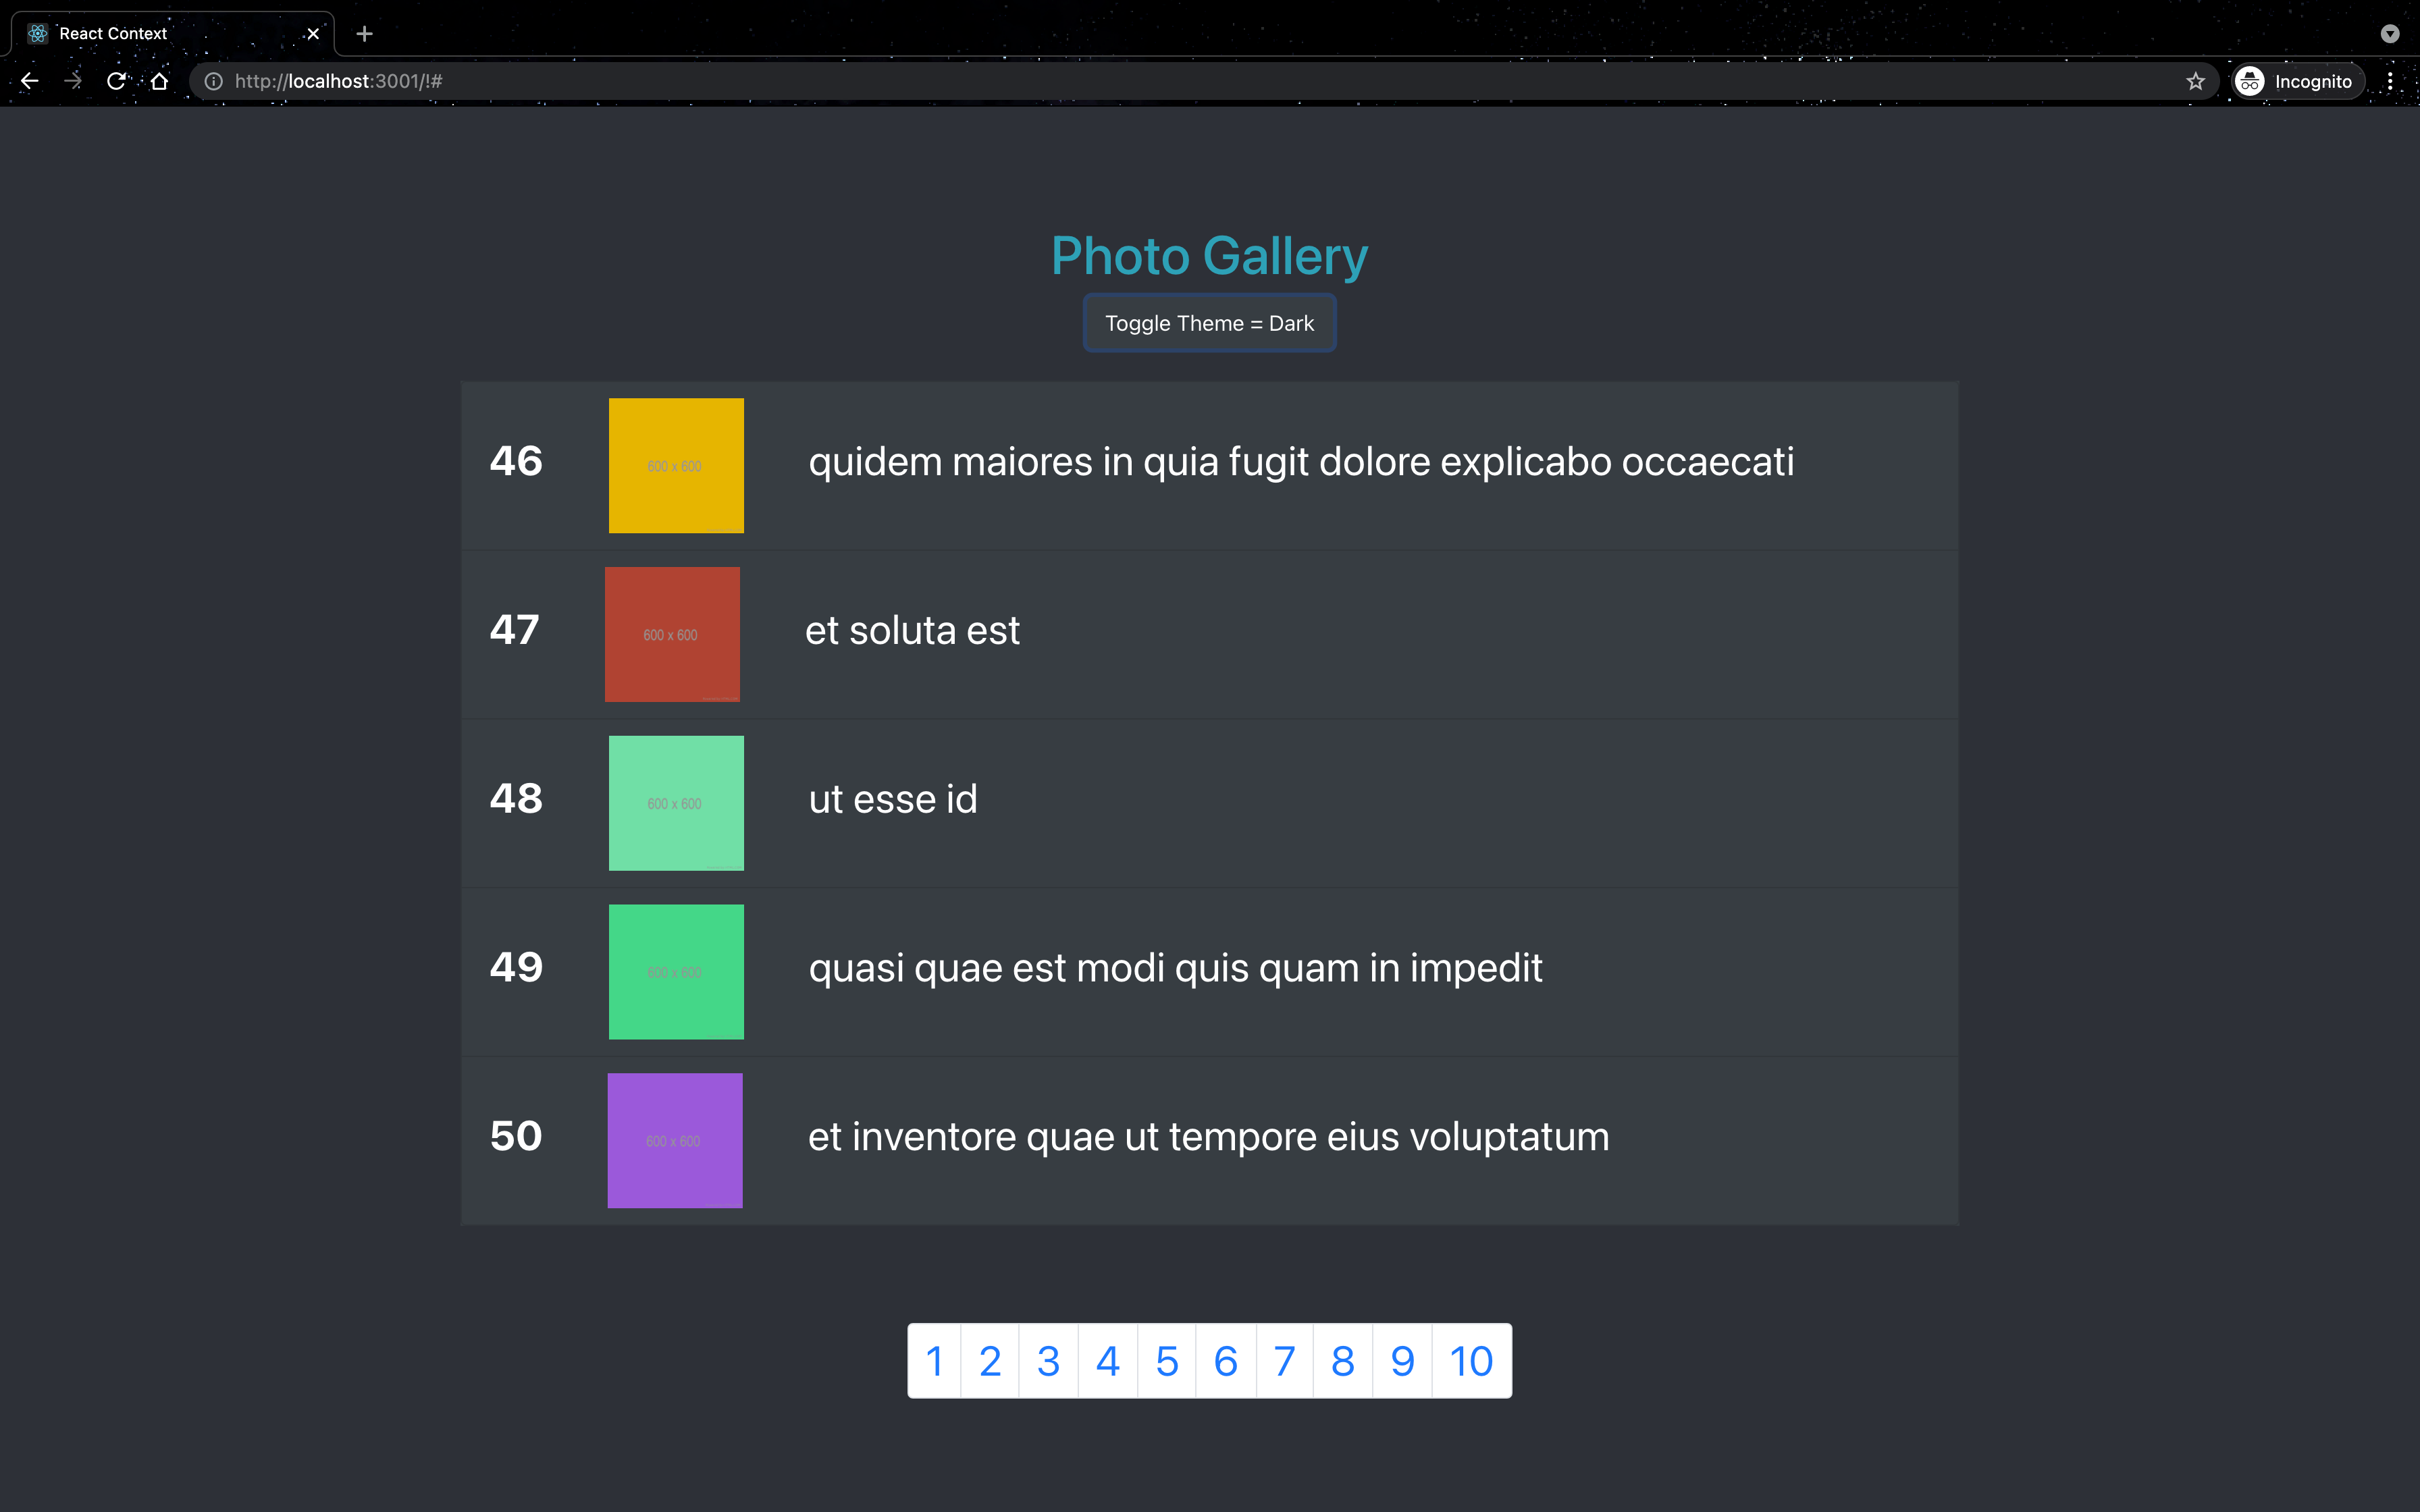 React Context
http://localhost:3001/!#
Incognito
Photo Gallery
Toggle Theme = Dark
46
600 x 600
quidem maiores in quia fugit dolore explicabo occaecati
47
600 x 600
et soluta est
48
600 x 600
ut esse id
49
600 x 600
quasi quae est modi quis quam in impedit
50
600 x 600
et inventore quae ut tempore eius voluptatum
1 2 3 4 5 6 7 8 9 10